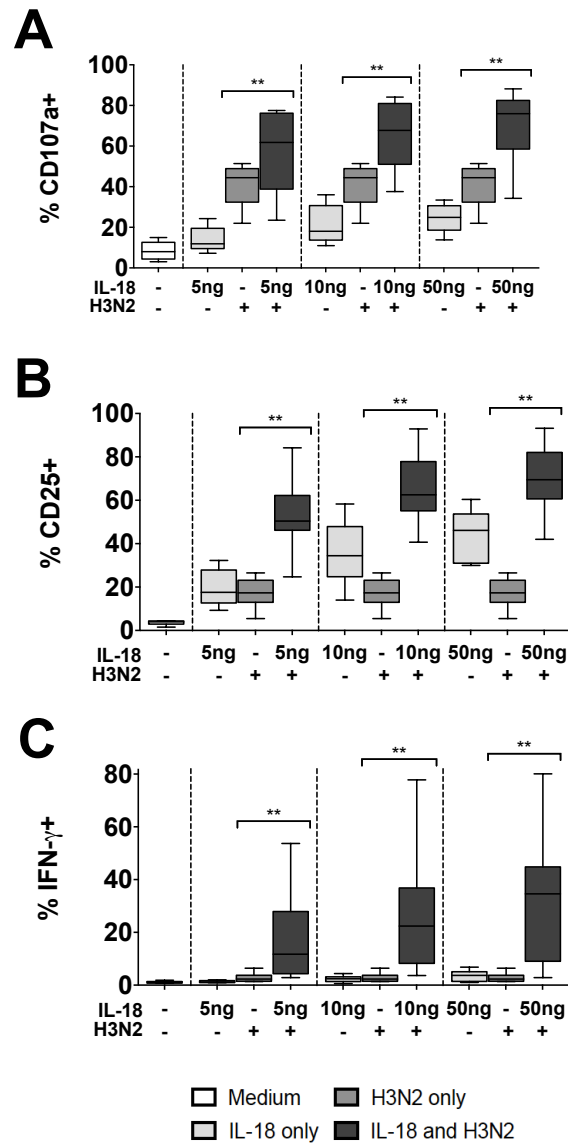 A
% CD107a+
100
80
60
40
20
0
** ** **
IL-18 - 5ng - 5ng 10ng - 10ng 50ng - 50ng
H3N2 - - + + - + + - + +
B
% CD25+
100
80
60
40
20
0
** ** **
IL-18 - 5ng - 5ng 10ng - 10ng 50ng - 50ng
H3N2 - - + + - + + - + +
C
% IFN-γ+
80
60
40
20
0
** ** **
IL-18 - 5ng - 5ng 10ng - 10ng 50ng - 50ng
H3N2 - - + + - + + - + +
Medium H3N2 only
IL-18 only IL-18 and H3N2